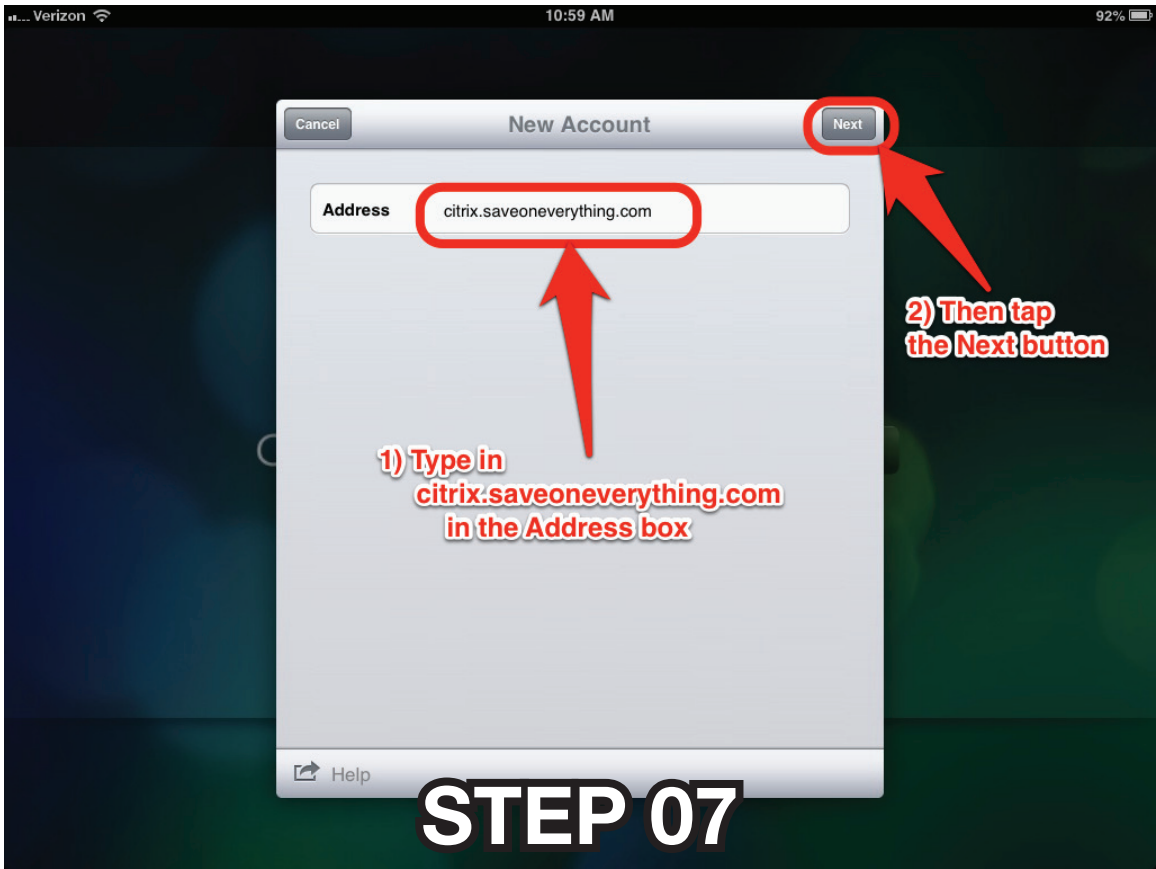 Verizon
10:59 AM
92%
Cancel
New Account
Next
Address
citrix.saveoneverything.com
2) Then tap
the Next button
1) Type in
citrix.saveoneverything.com
in the Address box
Help
STEP 07